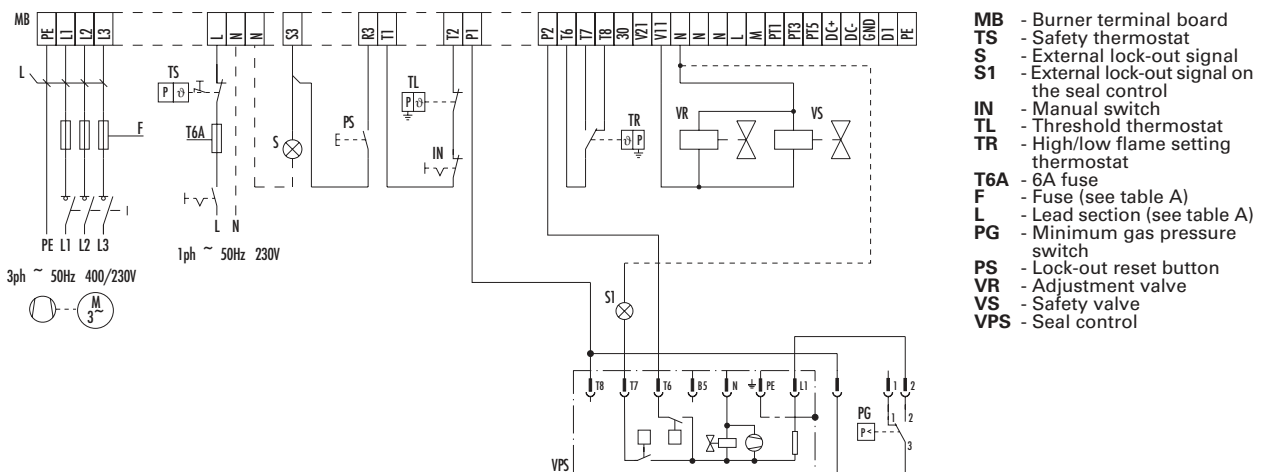 MB PE L1 L2 L3 L N N S3 R3 T1 T2 P1 P2 T6 T7 T8 30 V21 V11 N N N L M PT1 PT3 PT5 DC+ DC- GND D1 PE
L
TS
P ϑ
F
T6A
S
PS
E
TL
P ϑ
IN
TR
ϑ P
VR
VS
I
PE L1 L2 L3
3ph ~ 50Hz 400/230V
M
3~
L N
1ph ~ 50Hz 230V
S1
T8 T7 T6 B5 N PE L1 1 2
PG
P<
1 2
3
VPS
MB - Burner terminal board
TS - Safety thermostat
S - External lock-out signal
S1 - External lock-out signal on
the seal control
IN - Manual switch
TL - Threshold thermostat
TR - High/low flame setting
thermostat
T6A - 6A fuse
F - Fuse (see table A)
L - Lead section (see table A)
PG - Minimum gas pressure
switch
PS - Lock-out reset button
VR - Adjustment valve
VS - Safety valve
VPS - Seal control